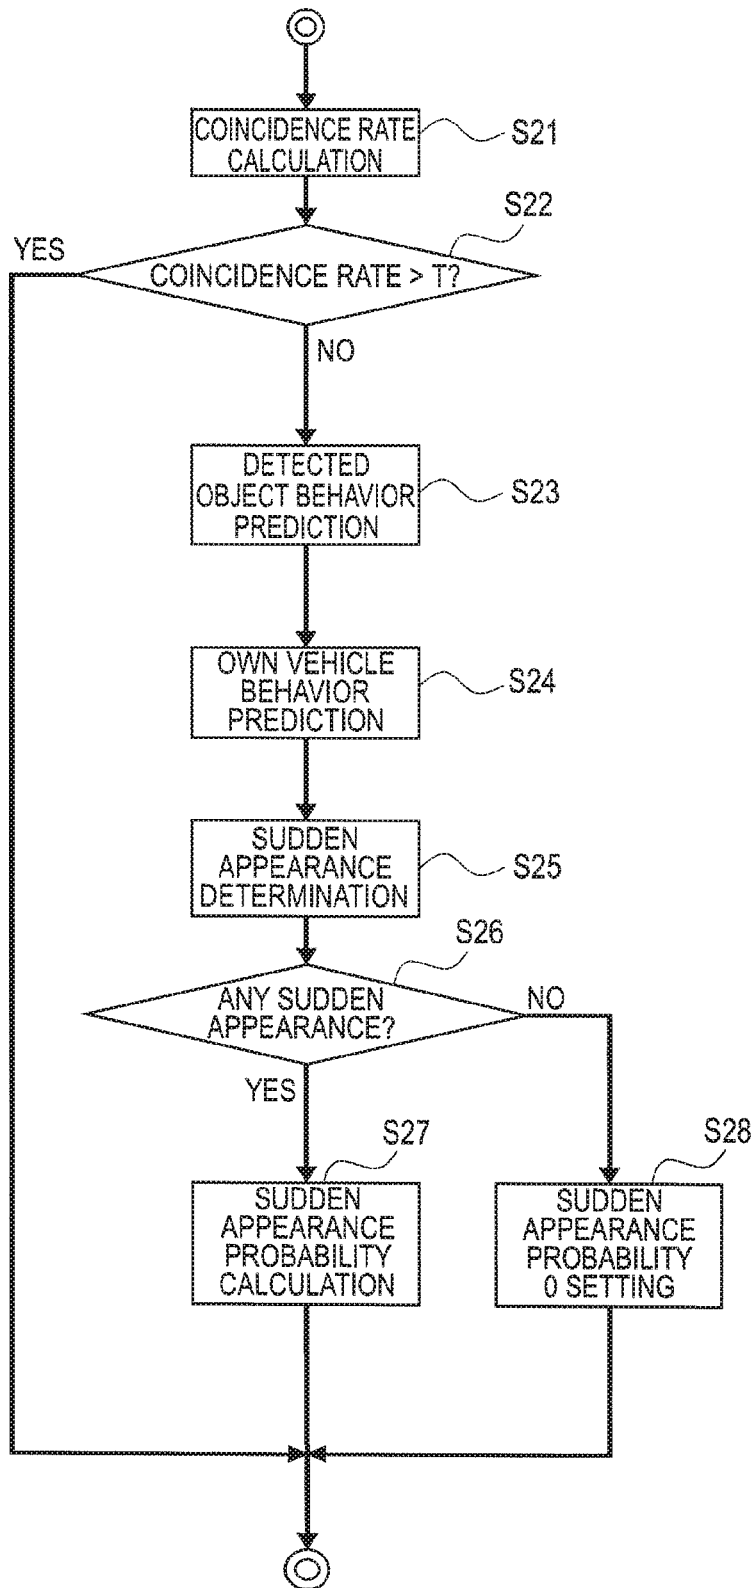 COINCIDENCE RATE
CALCULATION
S21
S22
YES
COINCIDENCE RATE > T?
NO
DETECTED
OBJECT BEHAVIOR
PREDICTION
S23
OWN VEHICLE
BEHAVIOR
PREDICTION
S24
SUDDEN
APPEARANCE
DETERMINATION
S25
S26
ANY SUDDEN
APPEARANCE?
NO
YES
S27
S28
SUDDEN
APPEARANCE
PROBABILITY
CALCULATION
SUDDEN
APPEARANCE
PROBABILITY
0 SETTING